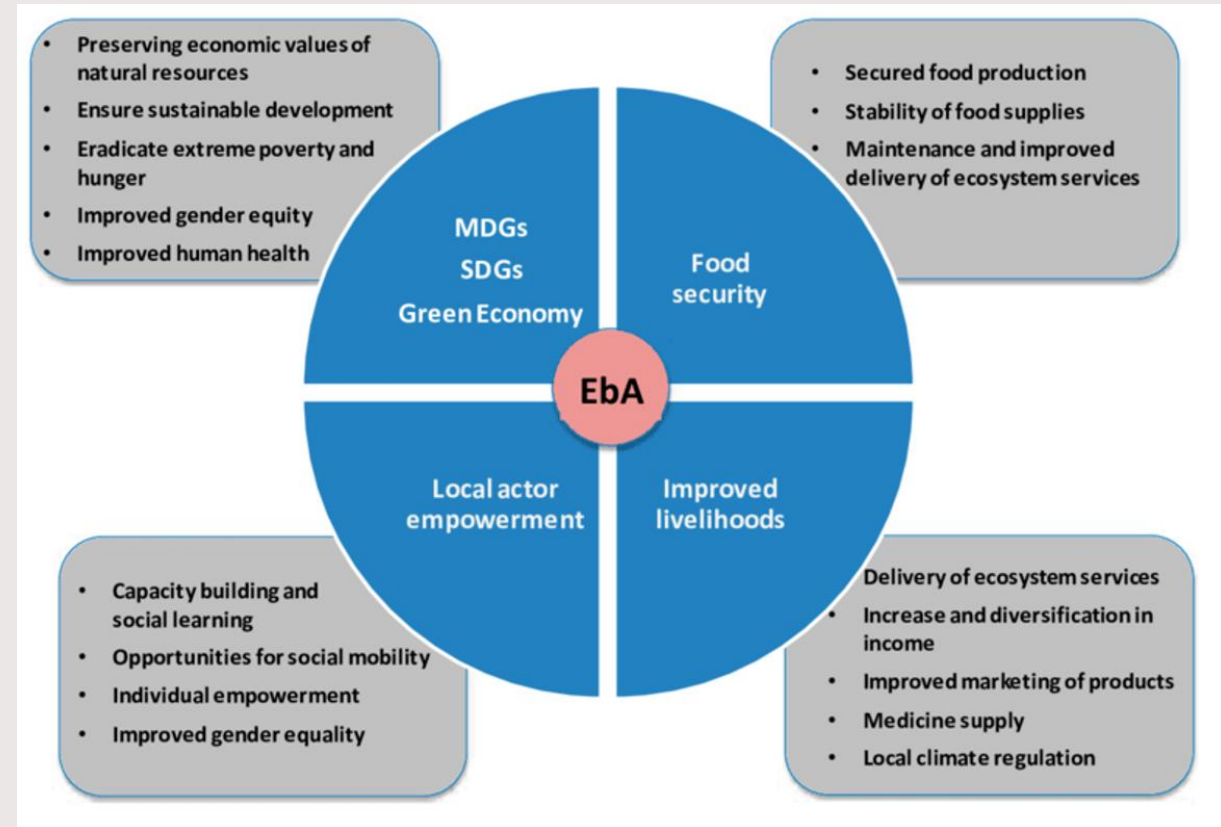 • Preserving economic values of
natural resources
• Ensure sustainable development
• Eradicate extreme poverty and
hunger
• Improved gender equity
• Improved human health
• Secured food production
• Stability of food supplies
• Maintenance and improved
delivery of ecosystem services
MDGs
SDGs
Green Economy
Food
security
EbA
Local actor
empowerment
Improved
livelihoods
• Capacity building and
social learning
• Opportunities for social mobility
• Individual empowerment
• Improved gender equality
Delivery of ecosystem services
• Increase and diversification in
income
• Improved marketing of products
• Medicine supply
• Local climate regulation